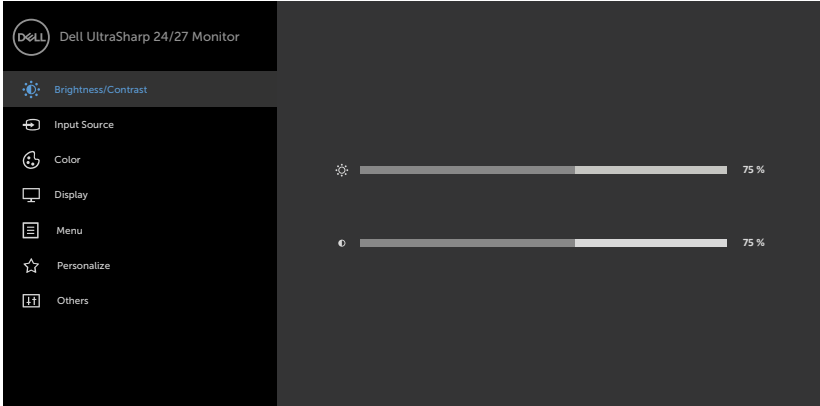 DELL
Dell UltraSharp 24/27 Monitor
Brightness/Contrast
Input Source
Color
75 %
Display
Menu
75 %
Personalize
Others